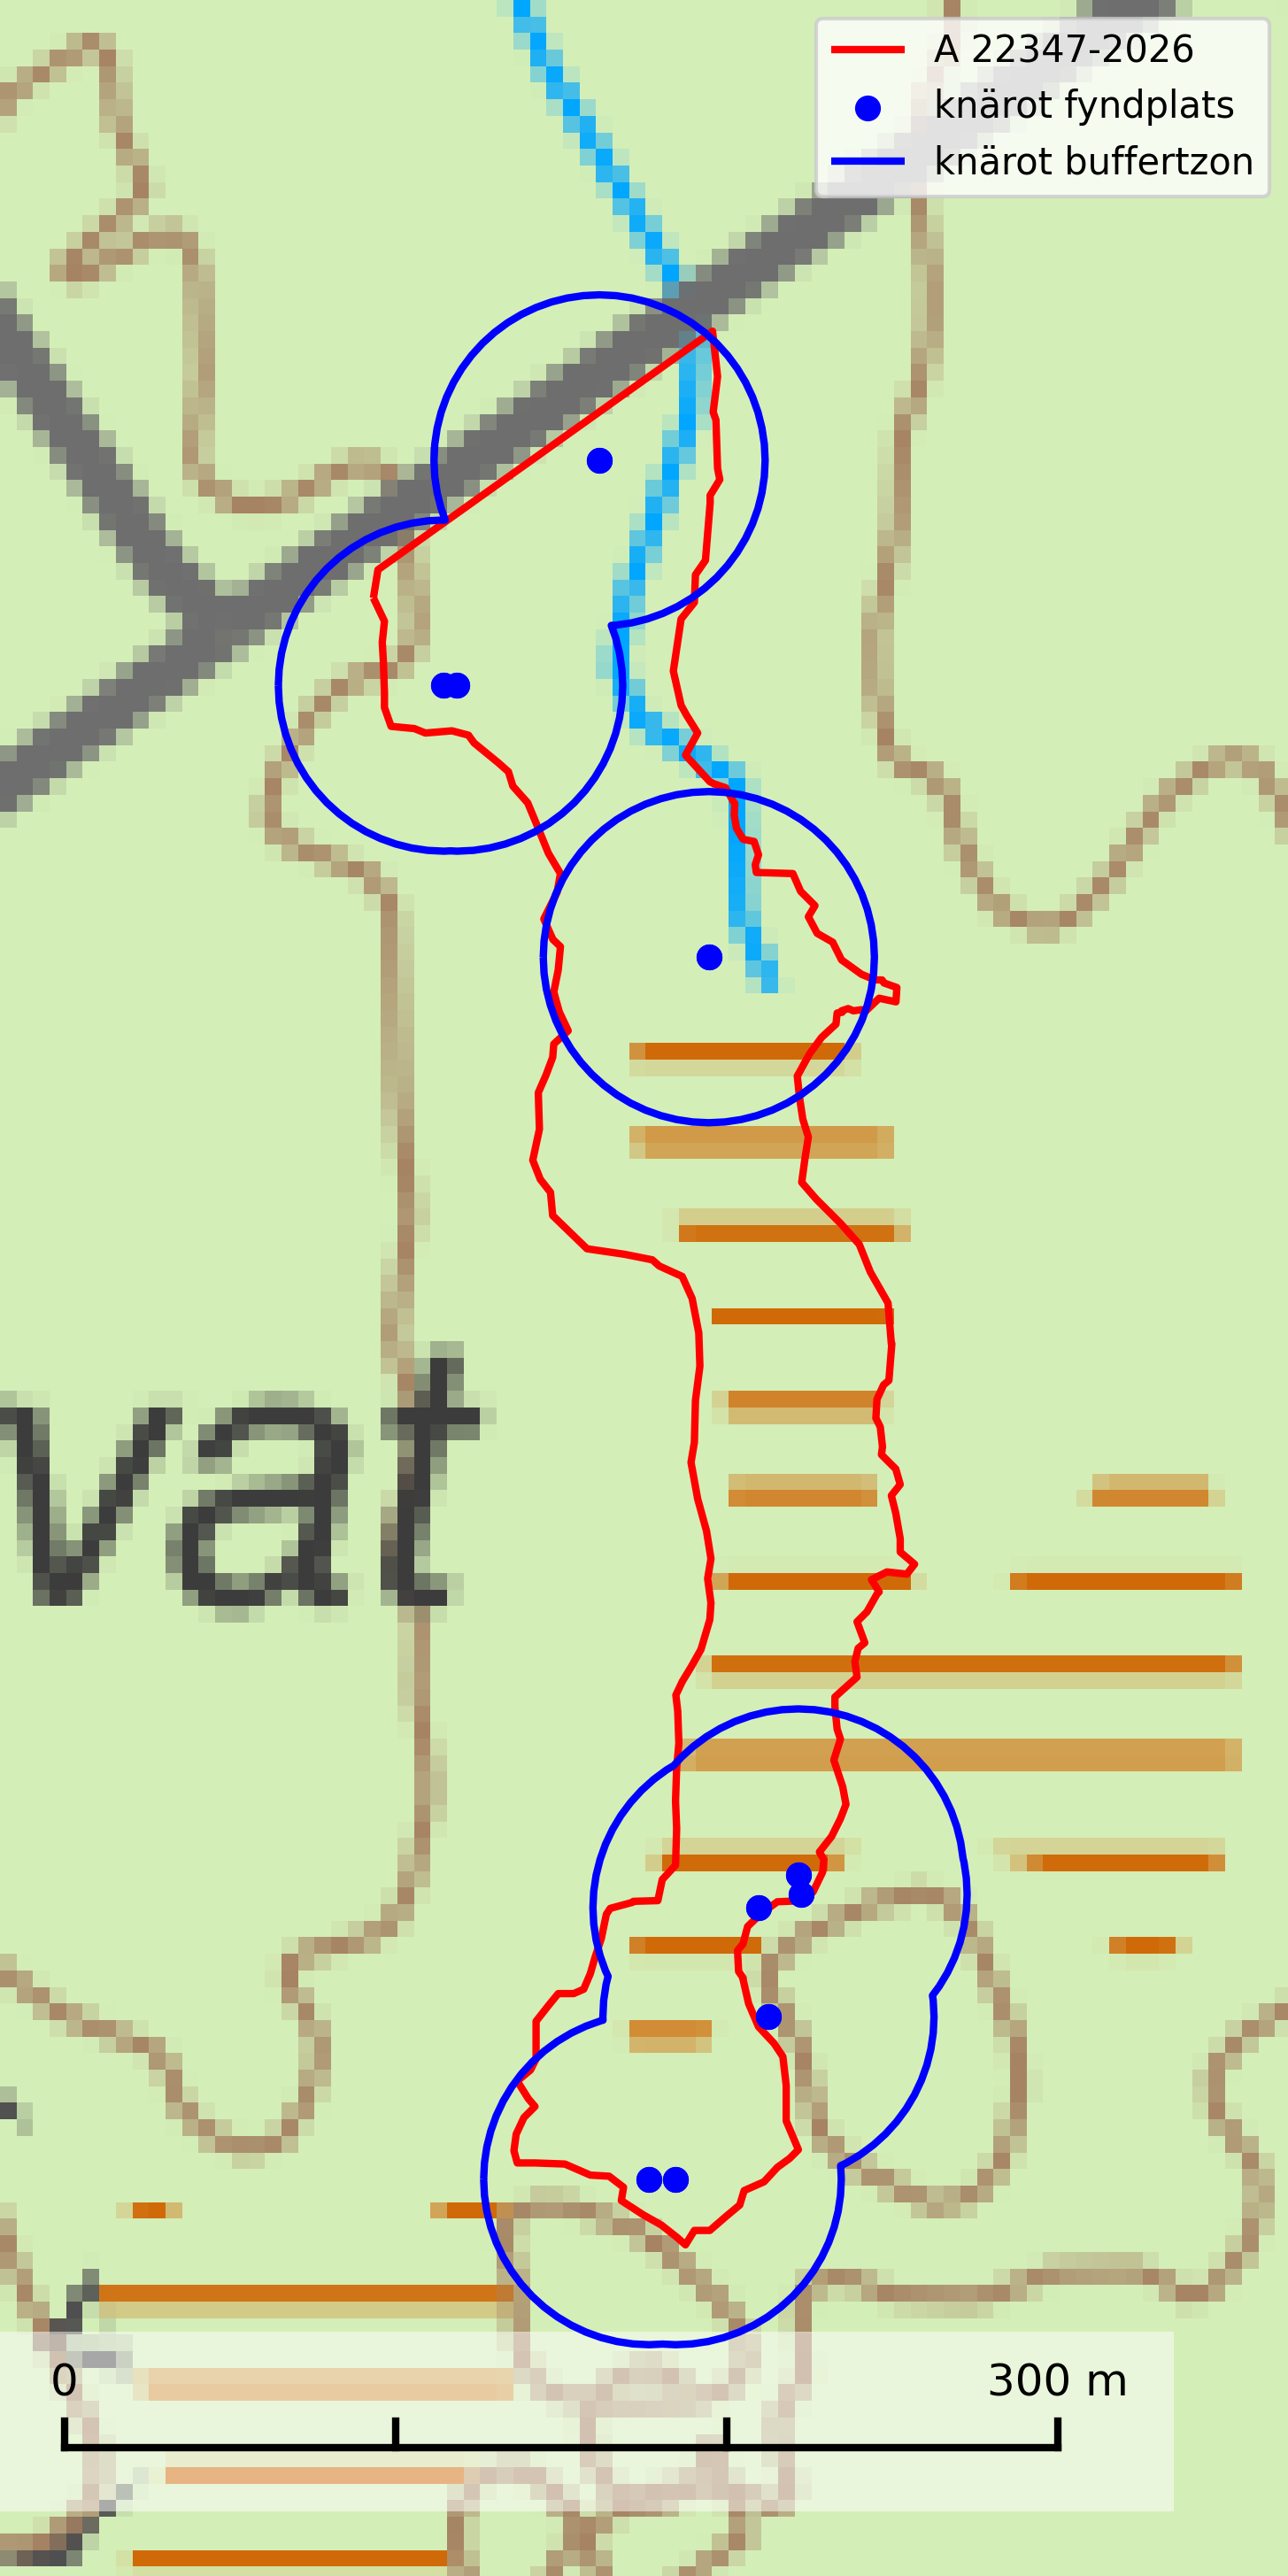 A 22347-2026
knärot fyndplats
knärot buffertzon
vat
0 300 m